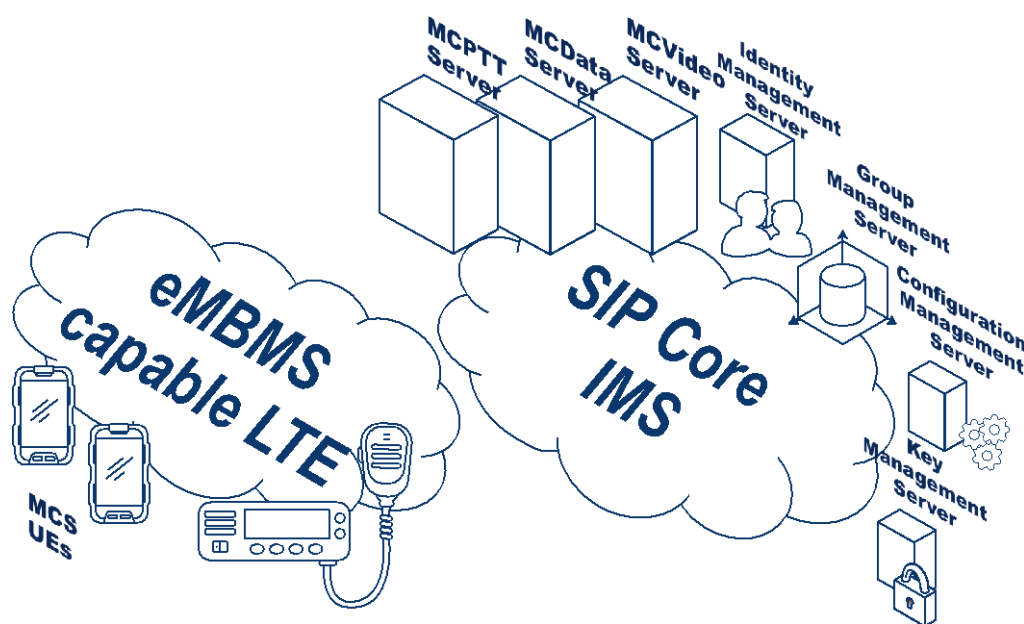 MCPTT
Server
MCData
Server
MCVideo
Server
Identity
Management
Server
Group
Management
Server
Configuration
Management
Server
Key
Management
Server
SIP Core
IMS
eMBMS
capable LTE
MCS
UEs